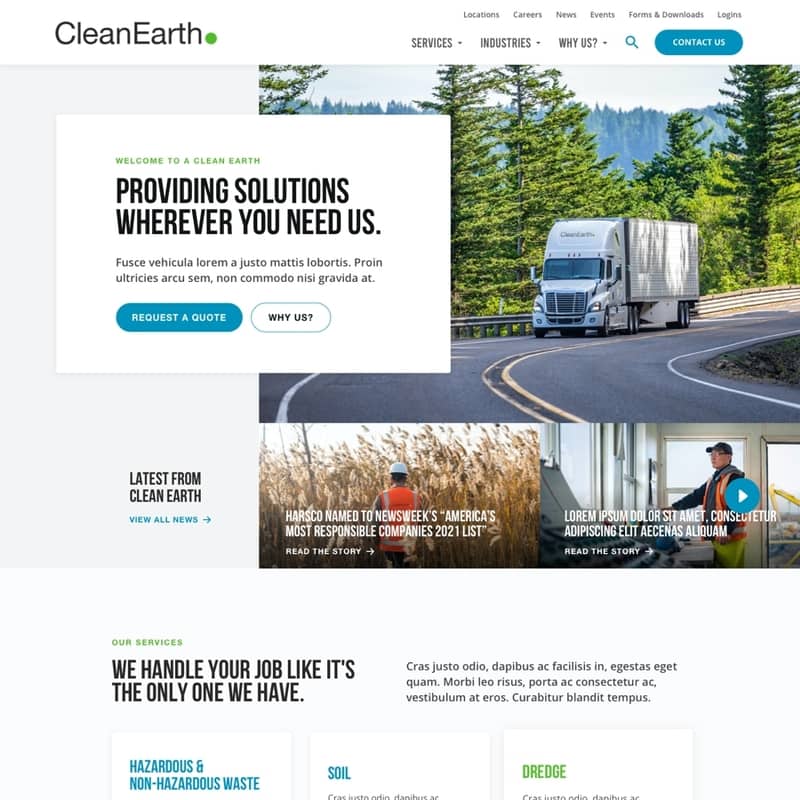 Locations Careers News Events Forms & Downloads Logins
CleanEarth
SERVICES INDUSTRIES WHY US? CONTACT US
WELCOME TO A CLEAN EARTH
PROVIDING SOLUTIONS
WHEREVER YOU NEED US.
Fusce vehicula lorem a justo mattis lobortis. Proin
ultricies arcu sem, non commodo nisi gravida at.
REQUEST A QUOTE WHY US?
CleanEarth
LATEST FROM
CLEAN EARTH
VIEW ALL NEWS
HARSCO NAMED TO NEWSWEEK'S “AMERICA'S
MOST RESPONSIBLE COMPANIES 2021 LIST”
READ THE STORY
LOREM IPSUM DOLOR SIT AMET, CONSECTETUR
ADIPISCING ELIT AECENAS ALIQUAM
READ THE STORY
OUR SERVICES
WE HANDLE YOUR JOB LIKE IT'S
THE ONLY ONE WE HAVE.
Cras justo odio, dapibus ac facilisis in, egestas eget
quam. Morbi leo risus, porta ac consectetur ac,
vestibulum at eros. Curabitur blandit tempus.
HAZARDOUS &
NON-HAZARDOUS WASTE
SOIL
Cras justo odio, dapibus ac
DREDGE
Cras justo odio, dapibus ac